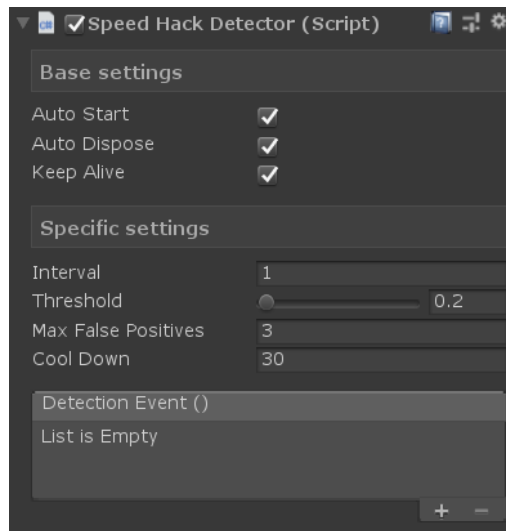 Speed Hack Detector (Script)
Base settings
Auto Start
Auto Dispose
Keep Alive
Specific settings
Interval 1
Threshold 0.2
Max False Positives 3
Cool Down 30
Detection Event ()
List is Empty